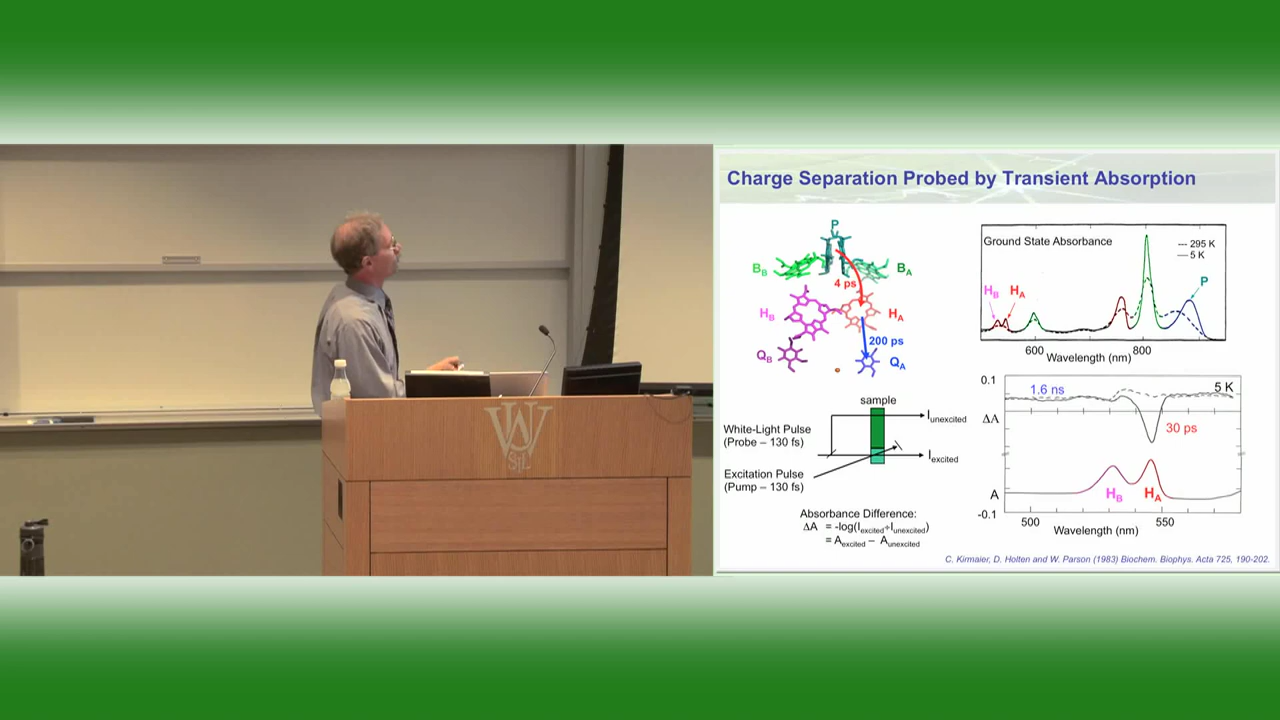 Charge Separation Probed by Transient Absorption
P
B_B
B_A
4 ps
H_B
H_A
200 ps
Q_B
Q_A
Ground State Absorbance
--- 295 K
— 5 K
H_B H_A
P
600
800
Wavelength (nm)
sample
I_unexcited
White-Light Pulse
(Probe – 130 fs)
I_excited
Excitation Pulse
(Pump – 130 fs)
Absorbance Difference:
ΔA = -log(I_excited÷I_unexcited)
= A_excited – A_unexcited
0.1
1.6 ns
5 K
ΔA
30 ps
A
H_B
H_A
-0.1
500
550
Wavelength (nm)
C. Kirmaier, D. Holten and W. Parson (1983) Biochem. Biophys. Acta 725, 190-202.
WU
StL